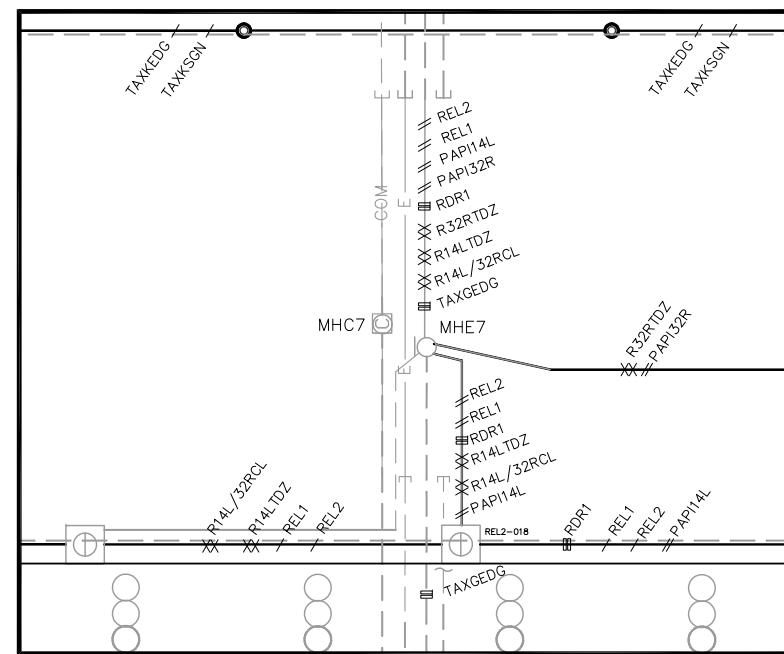 TAXKEDG
TAXKSGN
TAXKEDG
TAXKSGN
REL2
REL1
PAPI14L
PAPI32R
COM
E
RDR1
R32RTDZ
R14LTDZ
R14L/32RCL
TAXGEDG
MHC7
C
MHE7
R32RTDZ
PAPI32R
E
REL2
REL1
RDR1
R14LTDZ
R14L/32RCL
PAPI14L
R14L/32RCL
R14LTDZ
REL1
REL2
REL2-018
RDR1
REL1
REL2
PAPI14L
TAXGEDG